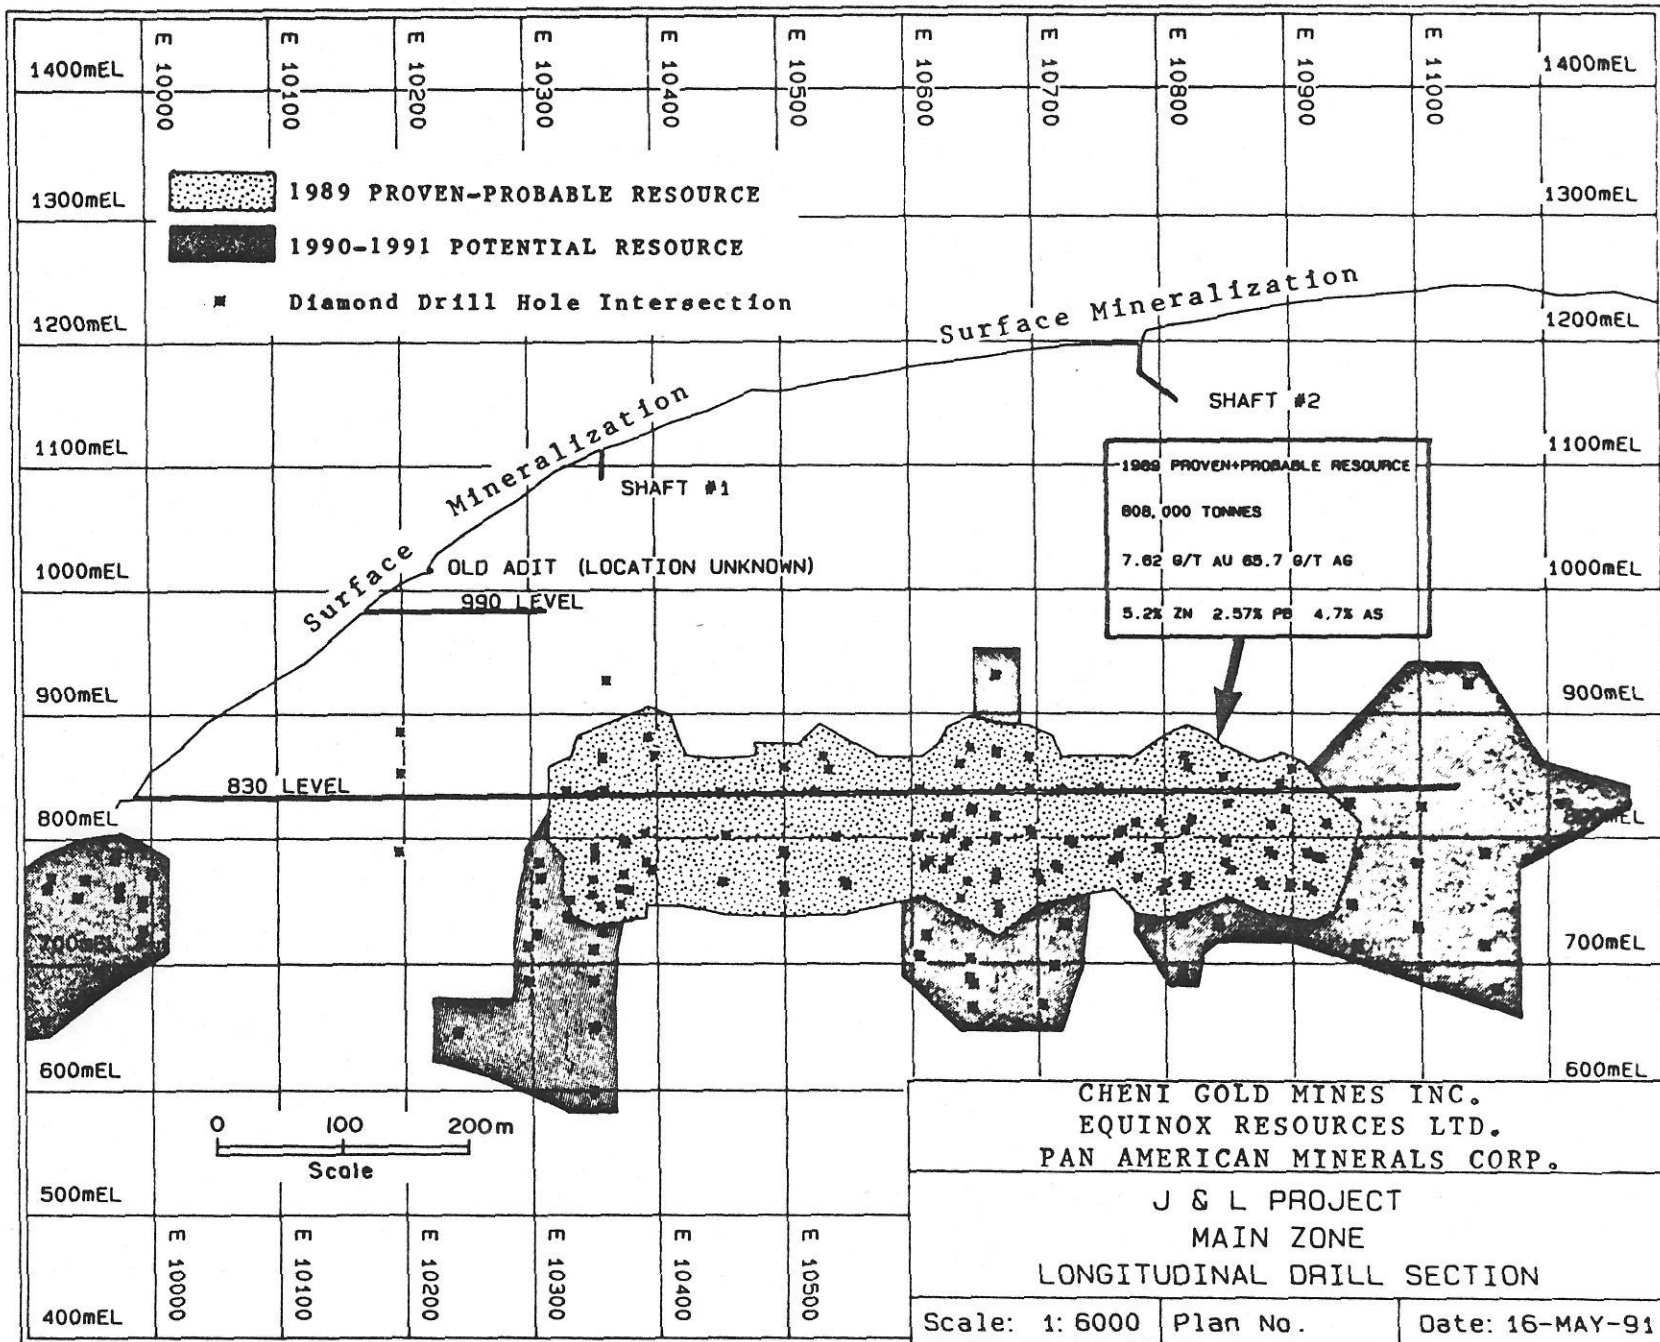 E 10000
E 10100
E 10200
E 10300
E 10400
E 10500
E 10600
E 10700
E 10800
E 10900
E 11000
1400mEL
1400mEL
1989 PROVEN-PROBABLE RESOURCE
1300mEL
1300mEL
1990-1991 POTENTIAL RESOURCE
Diamond Drill Hole Intersection
Surface Mineralization
1200mEL
1200mEL
SHAFT #2
Surface Mineralization
1100mEL
1100mEL
SHAFT #1
1989 PROVEN+PROBABLE RESOURCE
808,000 TONNES
7.62 G/T AU 65.7 G/T AG
5.2% ZN 2.57% PB 4.7% AS
1000mEL
OLD ADIT (LOCATION UNKNOWN)
1000mEL
990 LEVEL
900mEL
900mEL
830 LEVEL
800mEL
800mEL
700mEL
700mEL
600mEL
600mEL
0 100 200m
Scale
CHENI GOLD MINES INC.
EQUINOX RESOURCES LTD.
PAN AMERICAN MINERALS CORP.
500mEL
J & L PROJECT
MAIN ZONE
LONGITUDINAL DRILL SECTION
E 10000
E 10100
E 10200
E 10300
E 10400
E 10500
400mEL
Scale: 1:6000
Plan No.
Date: 16-MAY-91